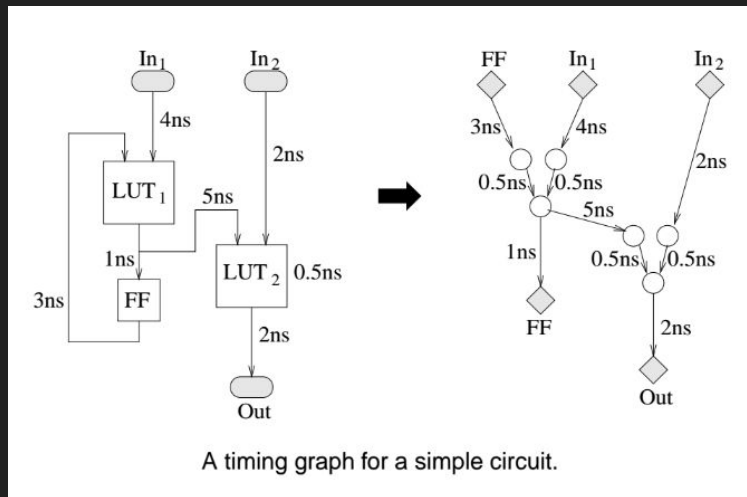 In1
In2
FF
In1
In2
4ns
3ns
4ns
2ns
2ns
LUT1
5ns
0.5ns
0.5ns
5ns
1ns
LUT2
0.5ns
1ns
0.5ns
0.5ns
3ns
FF
2ns
FF
2ns
Out
Out
A timing graph for a simple circuit.